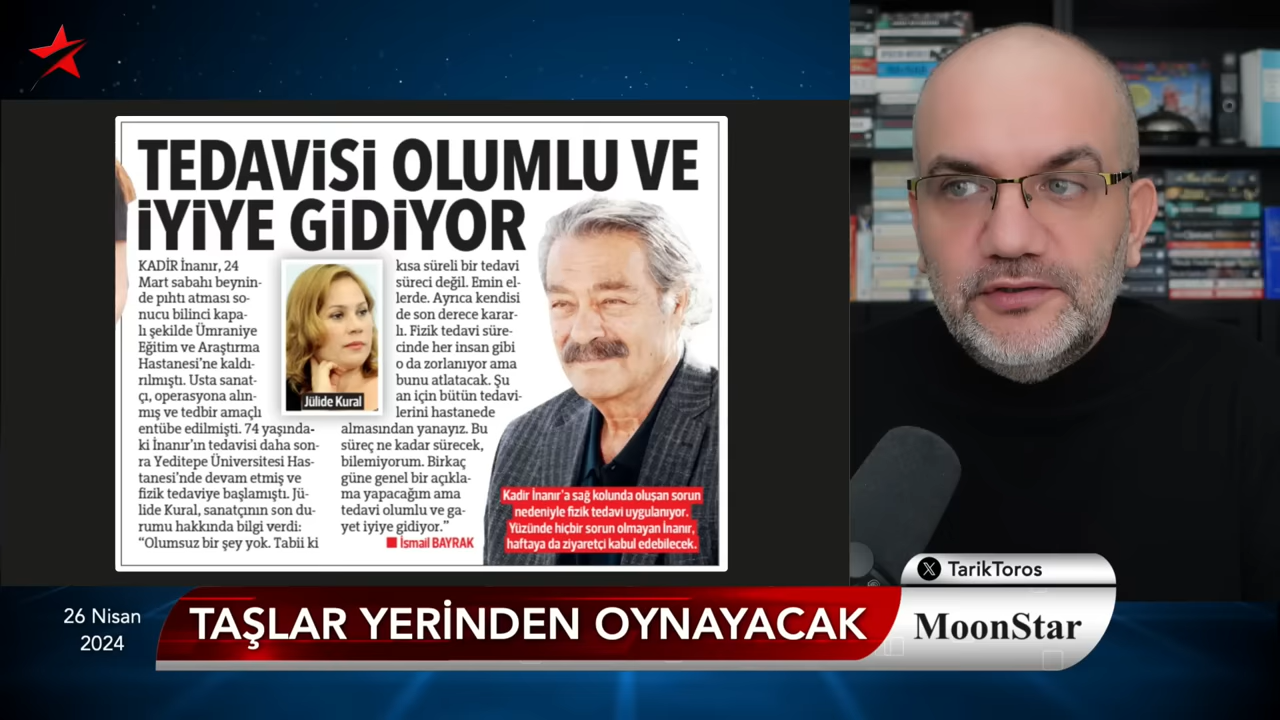 TEDAVİSİ OLUMLU VE
İYİYE GİDİYOR
KADİR İnanır, 24
Mart sabahı beynin-
de pıhtı atması so-
nucu bilinci kapa-
lı şekilde Ümraniye
Eğitim ve Araştırma
Hastanesi'ne kaldı-
rılmıştı. Usta sanat-
çı, operasyona alın-
mış ve tedbir amaçlı
entübe edilmişti. 74 yaşında-
ki İnanır'ın tedavisi daha son-
ra Yeditepe Üniversitesi Has-
tanesi'nde devam etmiş ve
fizik tedaviye başlamıştı. Jü-
lide Kural, sanatçının son du-
rumu hakkında bilgi verdi:
"Olumsuz bir şey yok. Tabii ki
Jülide Kural
kısa süreli bir tedavi
süreci değil. Emin el-
lerde. Ayrıca kendisi
de son derece karar-
lı. Fizik tedavi süre-
cinde her insan gibi
o da zorlanıyor ama
bunu atlatacak. Şu
an için bütün tedavi-
lerini hastanede
almasından yanayız. Bu
süreç ne kadar sürecek,
bilemiyorum. Birkaç
güne genel bir açıkla-
ma yapacağım ama
tedavi olumlu ve ga-
yet iyiye gidiyor."
İsmail BAYRAK
Kadir İnanır'a sağ kolunda oluşan sorun
nedeniyle fizik tedavi uygulanıyor.
Yüzünde hiçbir sorun olmayan İnanır,
haftaya da ziyaretçi kabul edebilecek.
X TarikToros
MoonStar
26 Nisan
2024
TAŞLAR YERİNDEN OYNAYACAK